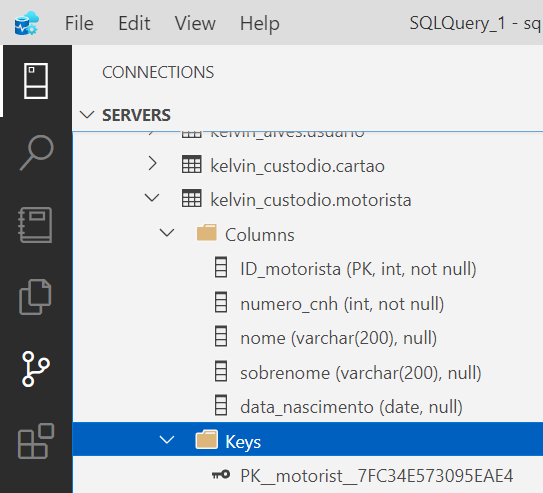 File Edit View Help SQLQuery_1 - sq
CONNECTIONS
SERVERS
kelvin_alves.usuario
kelvin_custodio.cartao
kelvin_custodio.motorista
Columns
ID_motorista (PK, int, not null)
numero_cnh (int, not null)
nome (varchar(200), null)
sobrenome (varchar(200), null)
data_nascimento (date, null)
Keys
PK__motorist__7FC34E573095EAE4